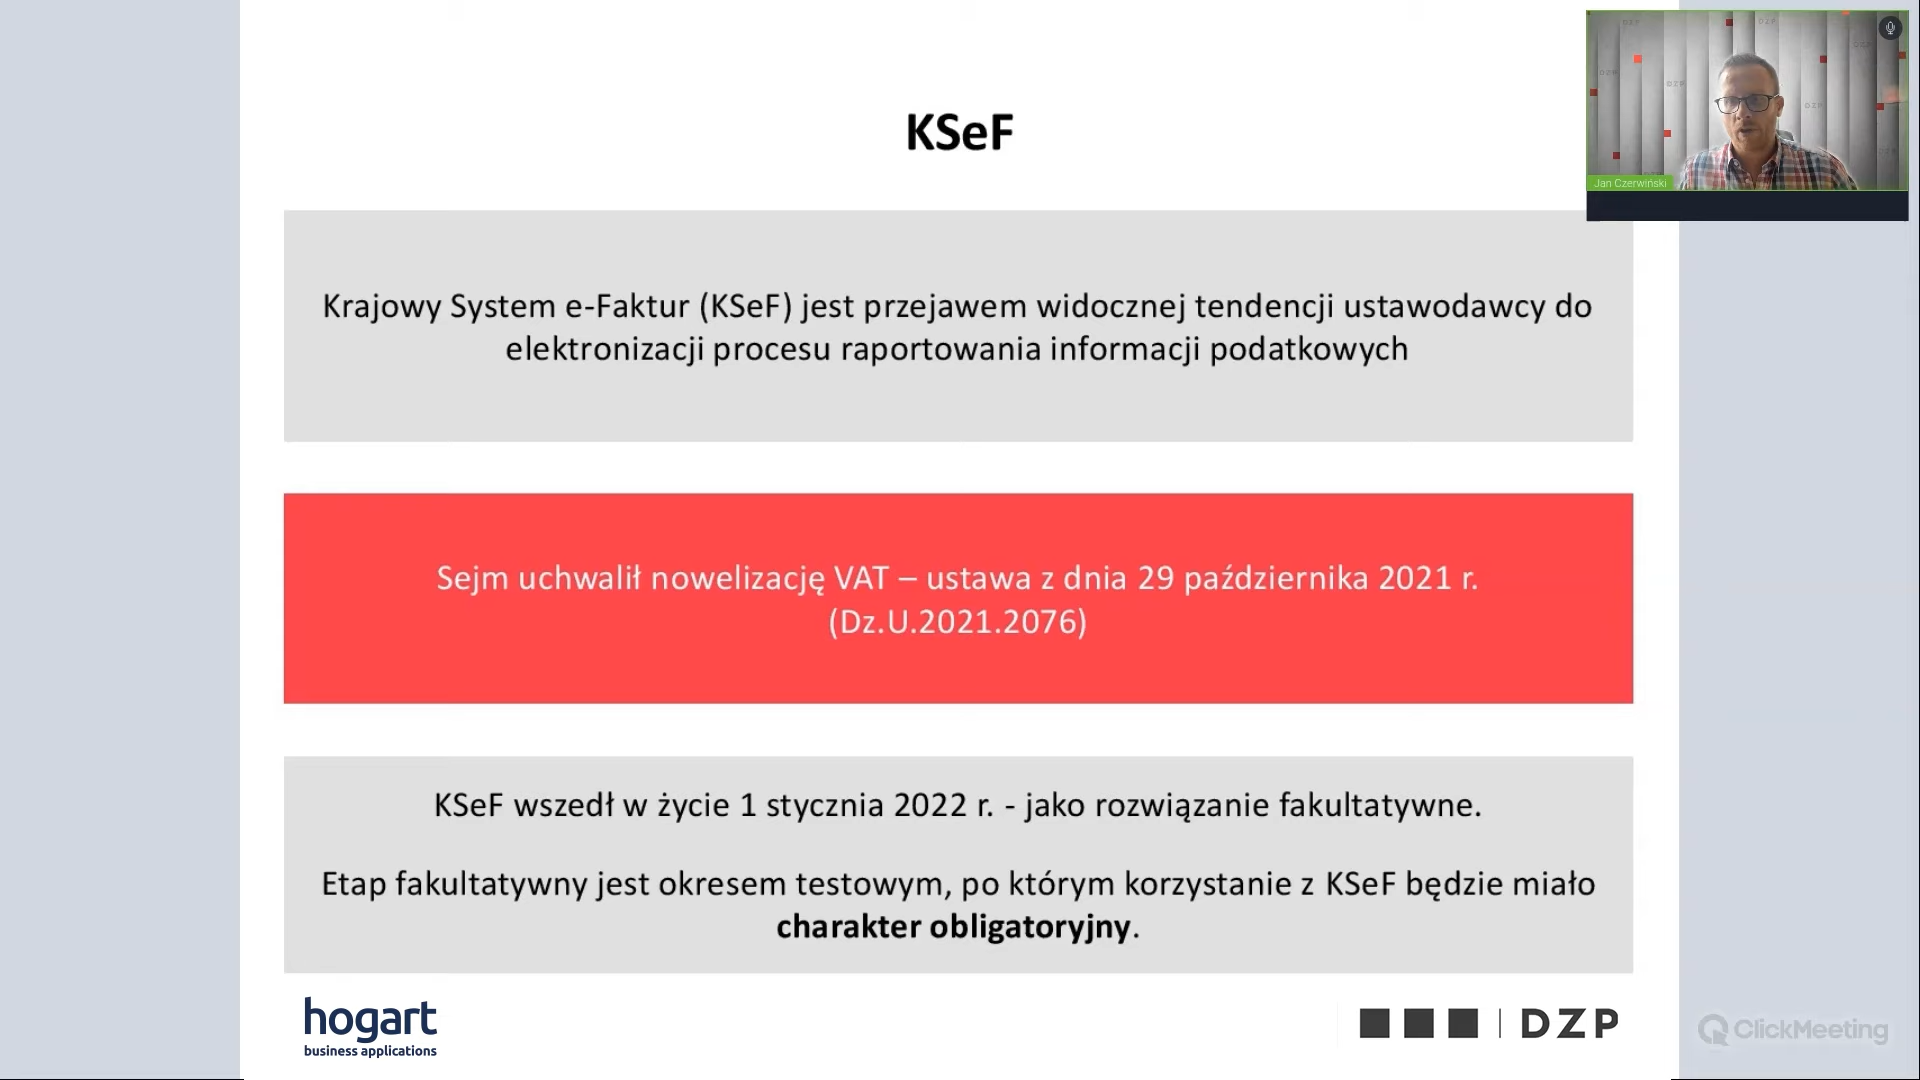 KSeF
Jan Czerwiński
Krajowy System e-Faktur (KSeF) jest przejawem widocznej tendencji ustawodawcy do
elektronizacji procesu raportowania informacji podatkowych
Sejm uchwalił nowelizację VAT – ustawa z dnia 29 października 2021 r.
(Dz.U.2021.2076)
KSeF wszedł w życie 1 stycznia 2022 r. - jako rozwiązanie fakultatywne.
Etap fakultatywny jest okresem testowym, po którym korzystanie z KSeF będzie miało
charakter obligatoryjny.
hogart
business applications
DZP
ClickMeeting